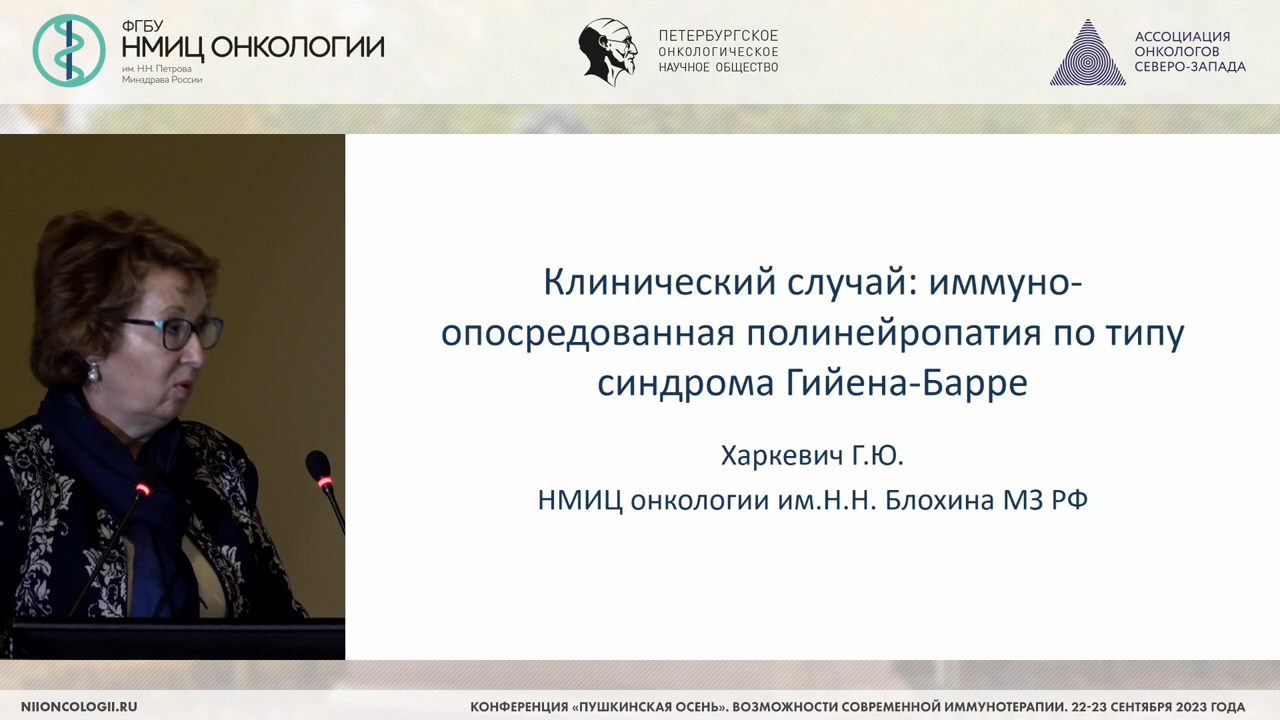 ФГБУ
НМИЦ ОНКОЛОГИИ
им. Н.Н. Петрова
Минздрава России
ПЕТЕРБУРГСКОЕ
ОНКОЛОГИЧЕСКОЕ
НАУЧНОЕ ОБЩЕСТВО
АССОЦИАЦИЯ
ОНКОЛОГОВ
СЕВЕРО-ЗАПАДА
Клинический случай: иммуно-
опосредованная полинейропатия по типу
синдрома Гийена-Барре
Харкевич Г.Ю.
НМИЦ онкологии им.Н.Н. Блохина МЗ РФ
NIIONCOLOGII.RU
КОНФЕРЕНЦИЯ «ПУШКИНСКАЯ ОСЕНЬ». ВОЗМОЖНОСТИ СОВРЕМЕННОЙ ИММУНОТЕРАПИИ. 22-23 СЕНТЯБРЯ 2023 ГОДА